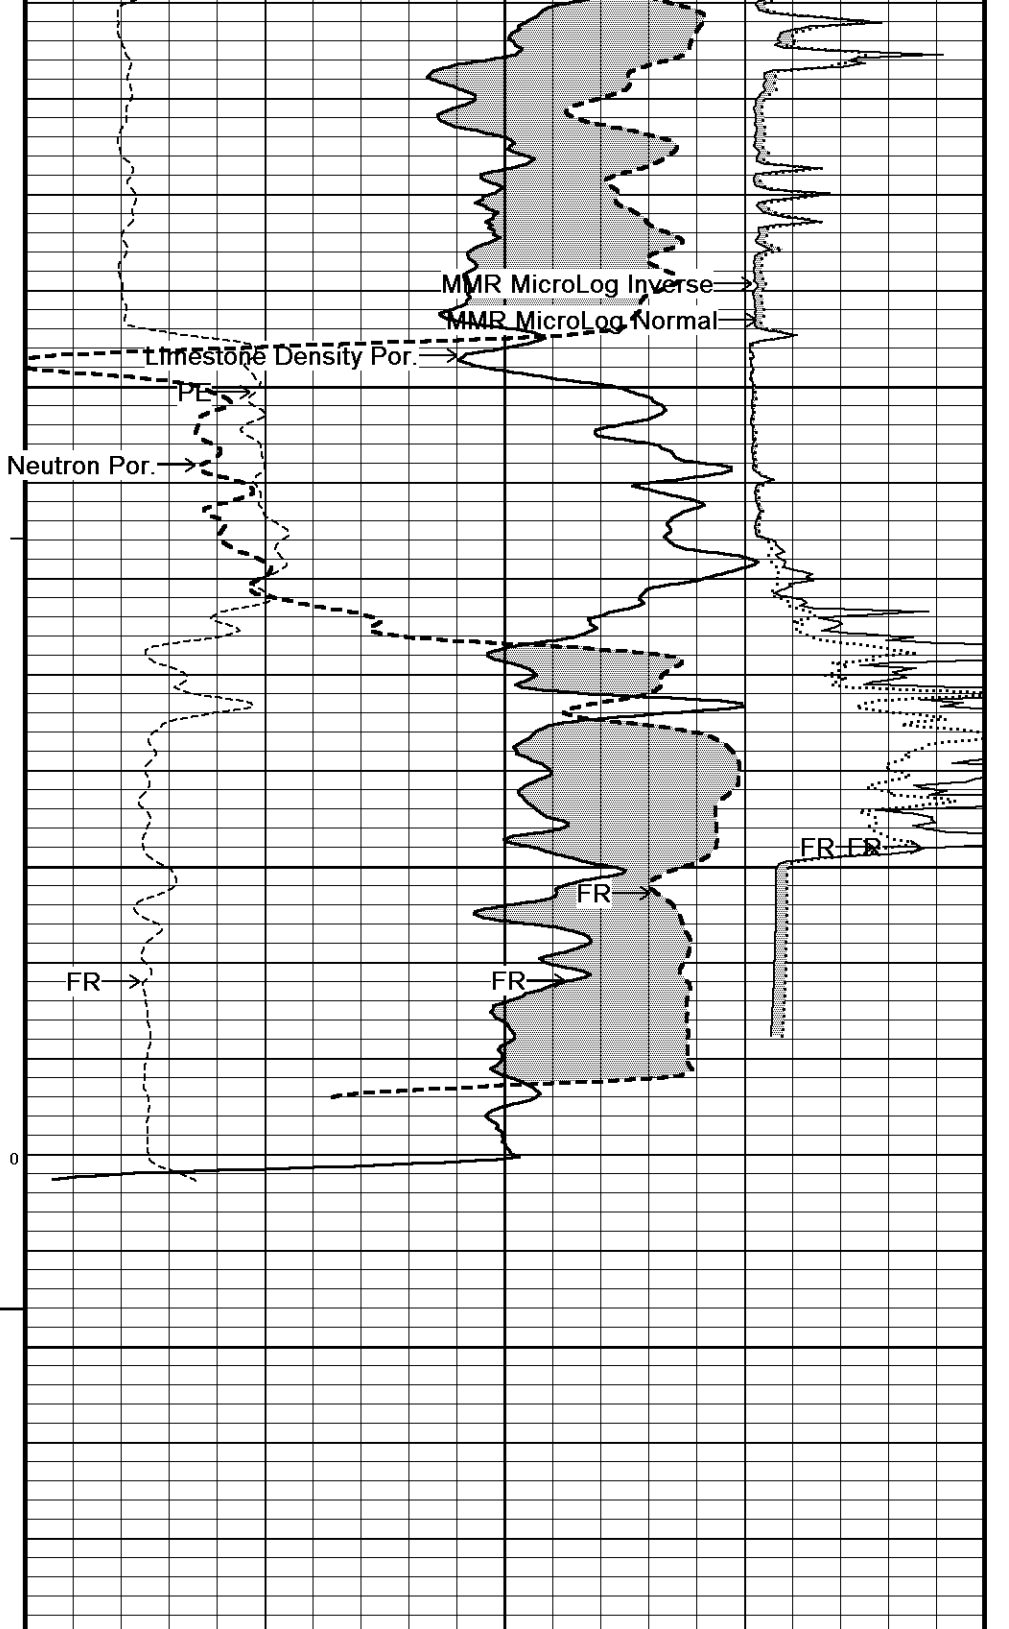 MMR MicroLog Inverse
MMR MicroLog Normal
Limestone Density Por.
PE
Neutron Por.
FR FR
FR
FR
FR
0